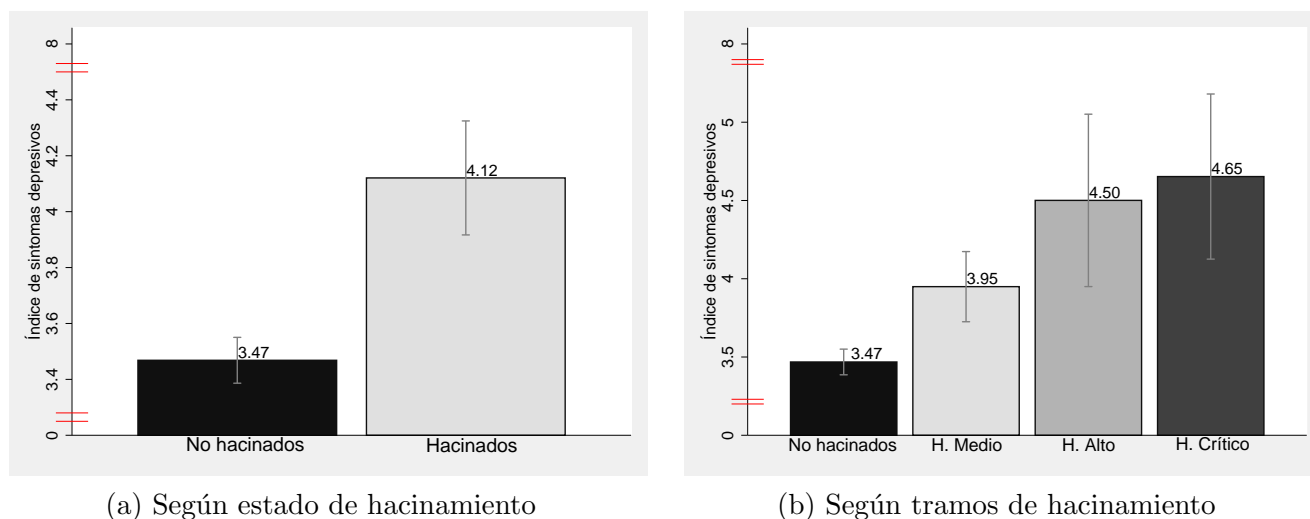 Índice de sintomas depresivos
8
4.4
4.2
4
3.8
3.6
3.4
0
3.47
4.12
No hacinados
Hacinados
(a) Según estado de hacinamiento
Índice de sintomas depresivos
8
5
4.5
4
3.5
0
3.47
3.95
4.50
4.65
No hacinados
H. Medio
H. Alto
H. Crítico
(b) Según tramos de hacinamiento